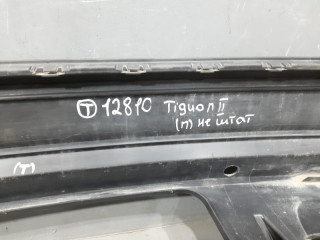 Ⓣ 12810 Tiguan II
(п) не штат
(т)